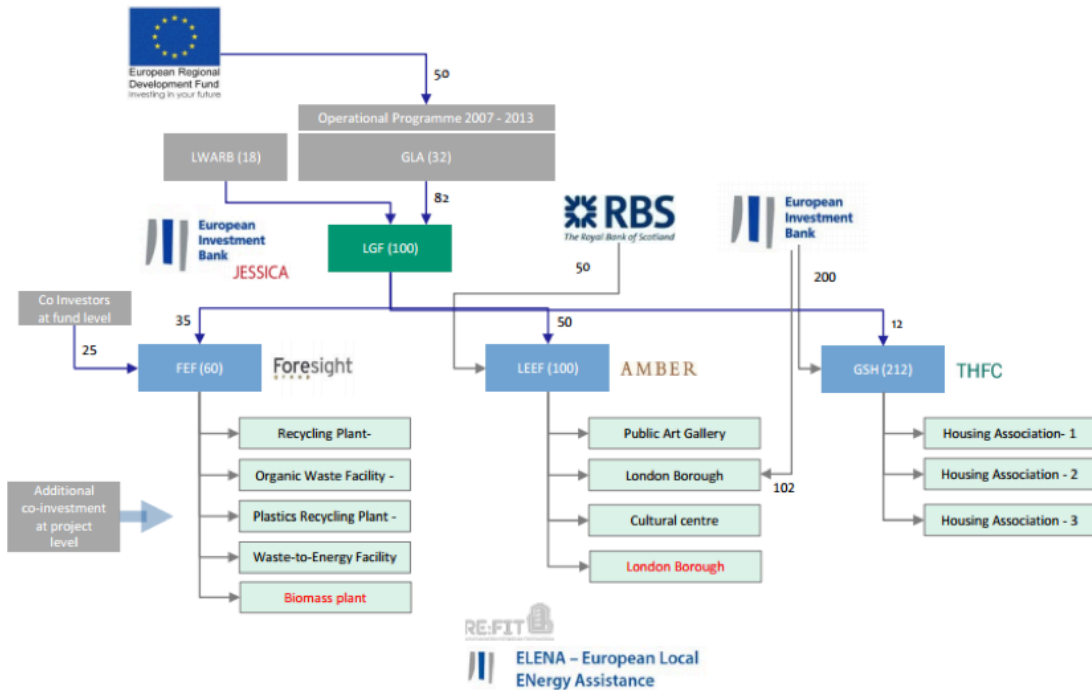 European Regional
Development Fund
Investing in your future
50
Operational Programme 2007 - 2013
LWARB (18)
GLA (32)
82
European
Investment
Bank
JESSICA
LGF (100)
RBS
The Royal Bank of Scotland
European
Investment
Bank
50
200
Co Investors
at fund level
35
50
12
25
FEF (60)
Foresight
group
LEEF (100)
AMBER
GSH (212)
THFC
Recycling Plant-
Public Art Gallery
Housing Association- 1
Organic Waste Facility -
London Borough
102
Housing Association - 2
Additional
co-investment
at project
level
Plastics Recycling Plant -
Cultural centre
Housing Association - 3
Waste-to-Energy Facility
London Borough
Biomass plant
RE:FIT
ELENA – European Local
ENergy Assistance